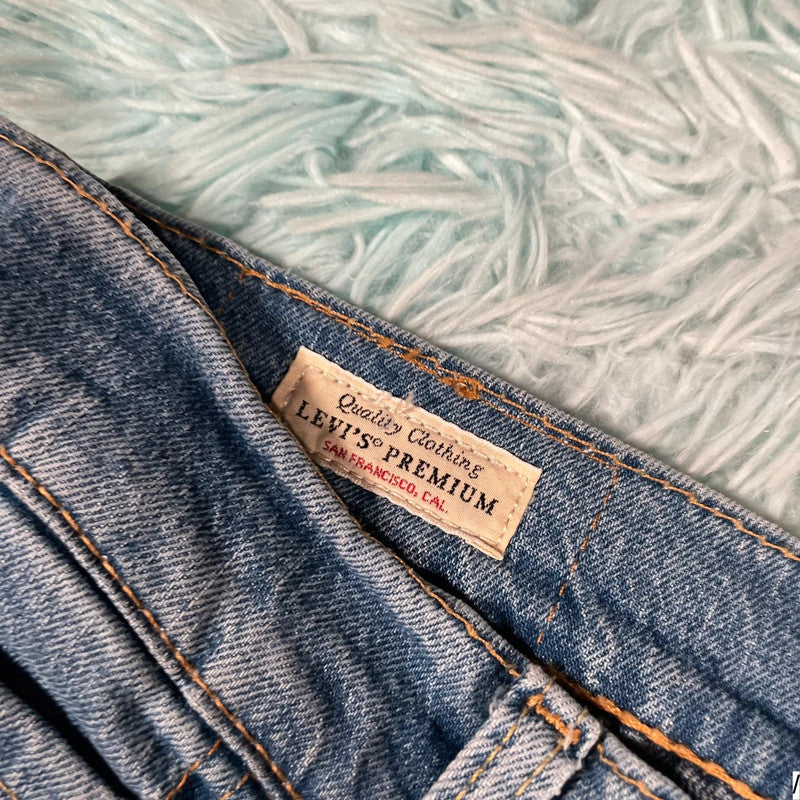 Quality Clothing
LEVI'S® PREMIUM
SAN FRANCISCO, CAL.